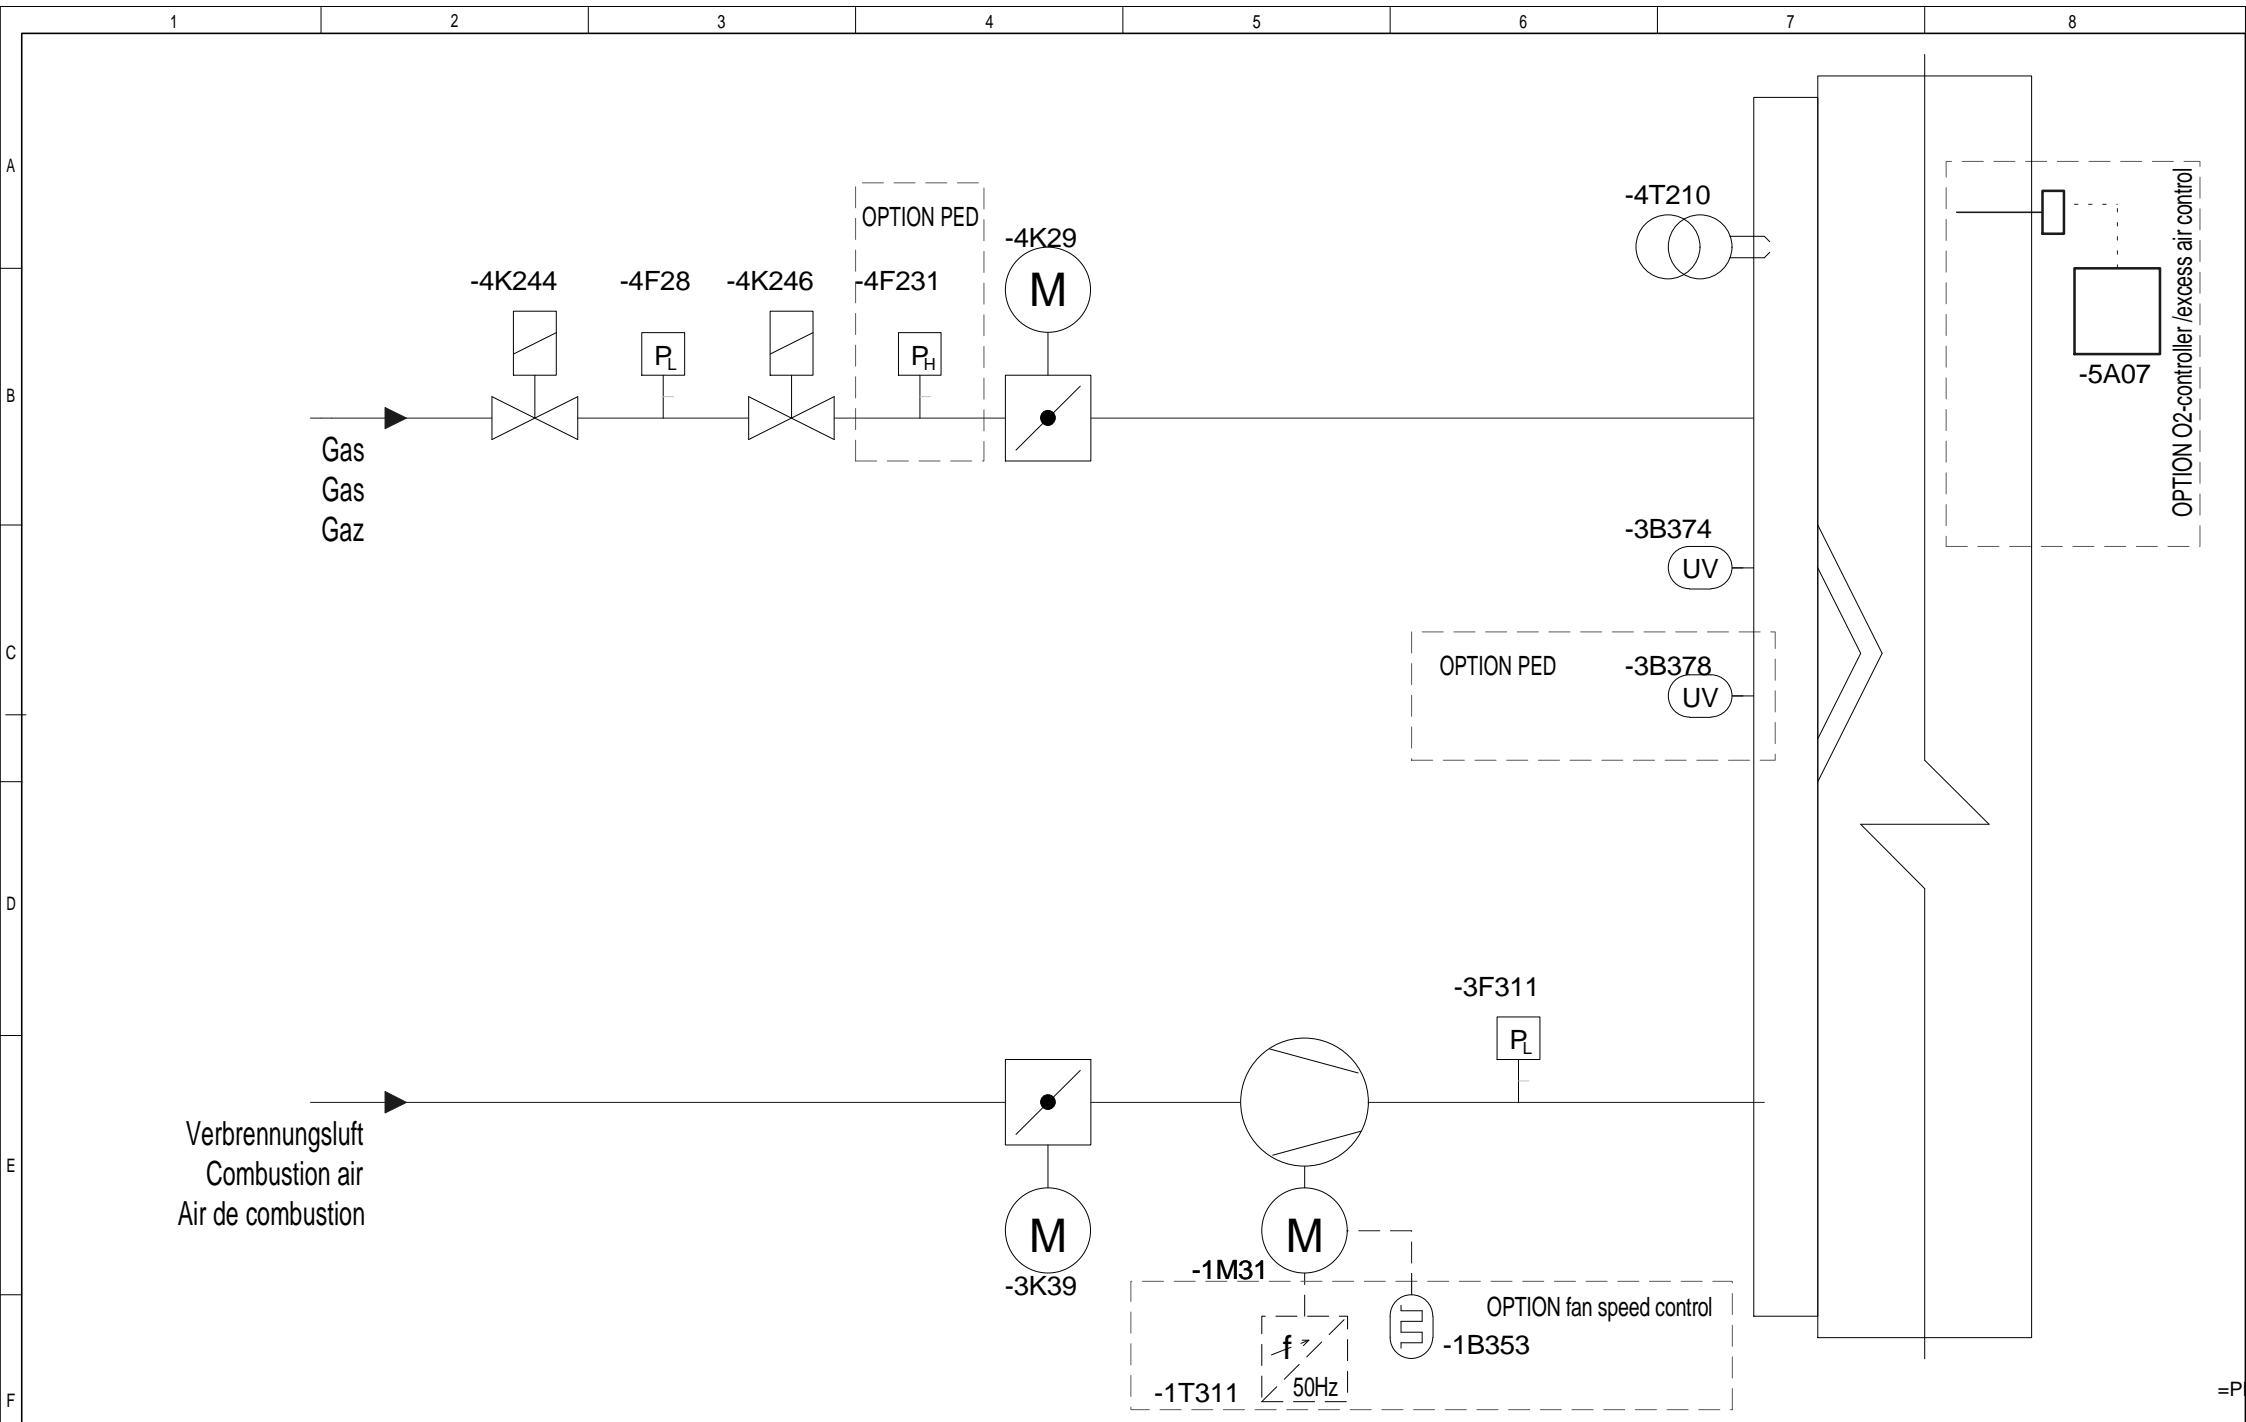 1 2 3 4 5 6 7 8
A
B
C
D
E
F
-4T210
OPTION PED
-4K29
M
-4K244
-4F28
-4K246
-4F231
PL
PH
OPTION O2-controller /excess air control
-5A07
Gas
Gas
Gaz
-3B374
UV
OPTION PED
-3B378
UV
-3F311
PL
Verbrennungsluft
Combustion air
Air de combustion
M
-3K39
M
-1M31
OPTION fan speed control
-1B353
f
50Hz
-1T311